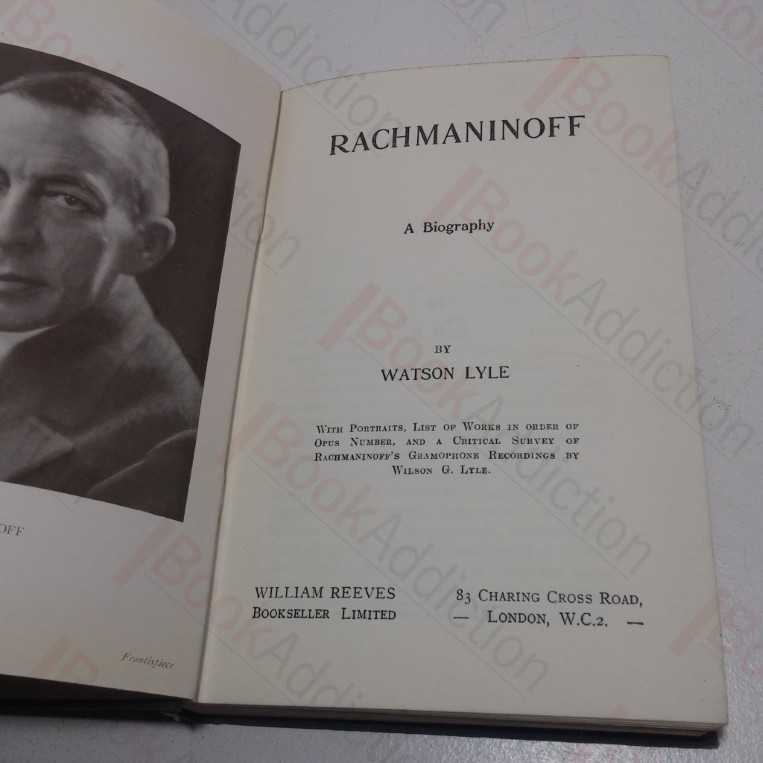 RACHMANINOFF
A Biography
BY
WATSON LYLE
WITH PORTRAITS, LIST OF WORKS IN ORDER OF
OPUS NUMBER, AND A CRITICAL SURVEY OF
RACHMANINOFF'S GRAMOPHONE RECORDINGS BY
WILSON G. LYLE.
WILLIAM REEVES
BOOKSELLER LIMITED
83 CHARING CROSS ROAD,
— LONDON, W.C.2. —
OFF
Frontispiece
BookAddiction